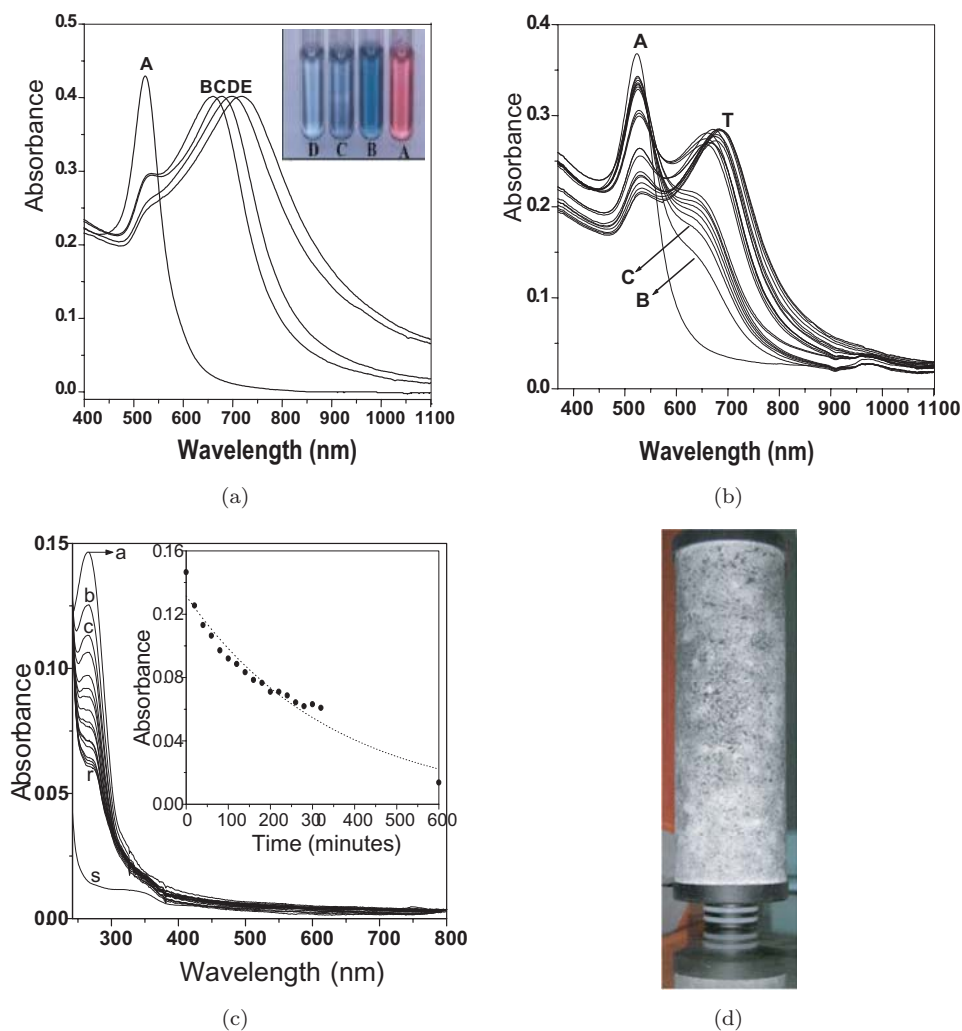 0.5
0.4
0.3
0.2
0.1
0.0
Absorbance
A
BCDE
D C B A
400 500 600 700 800 900 1000 1100
Wavelength (nm)
(a)
0.4
0.3
0.2
0.1
0.0
Absorbance
A
T
C
B
400 500 600 700 800 900 1000 1100
Wavelength (nm)
(b)
0.15
0.10
0.05
0.00
Absorbance
a
b
c
r
s
0.16
0.12
0.08
0.04
0.00
Absorbance
0 100 200 300 400 500 600
Time (minutes)
300 400 500 600 700 800
Wavelength (nm)
(c)
(d)